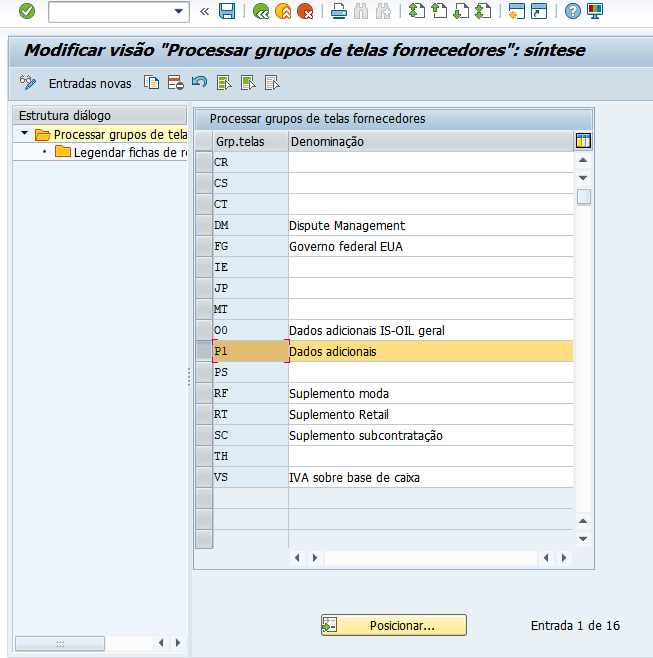 Modificar visão "Processar grupos de telas fornecedores": síntese
Entradas novas
Estrutura diálogo
Processar grupos de tela
Legendar fichas de re
Processar grupos de telas fornecedores
Grp.telas Denominação
CR
CS
CT
DM Dispute Management
FG Governo federal EUA
IE
JP
MT
O0 Dados adicionais IS-OIL geral
P1 Dados adicionais
PS
RF Suplemento moda
RT Suplemento Retail
SC Suplemento subcontratação
TH
VS IVA sobre base de caixa
Posicionar...
Entrada 1 de 16